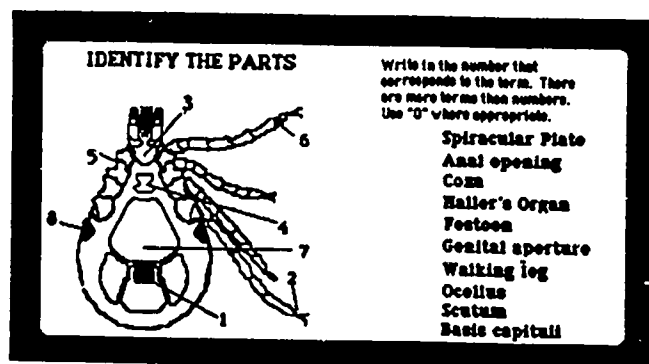 IDENTIFY THE PARTS
Write in the number that
corresponds to the term. There
are more terms than numbers.
Use "0" where appropriate.
3
5
6
8
4
7
2
1
Spiracular Plate
Anal opening
Coxa
Haller's Organ
Festoon
Genital aperture
Walking leg
Ocellus
Scutum
Basis capituli